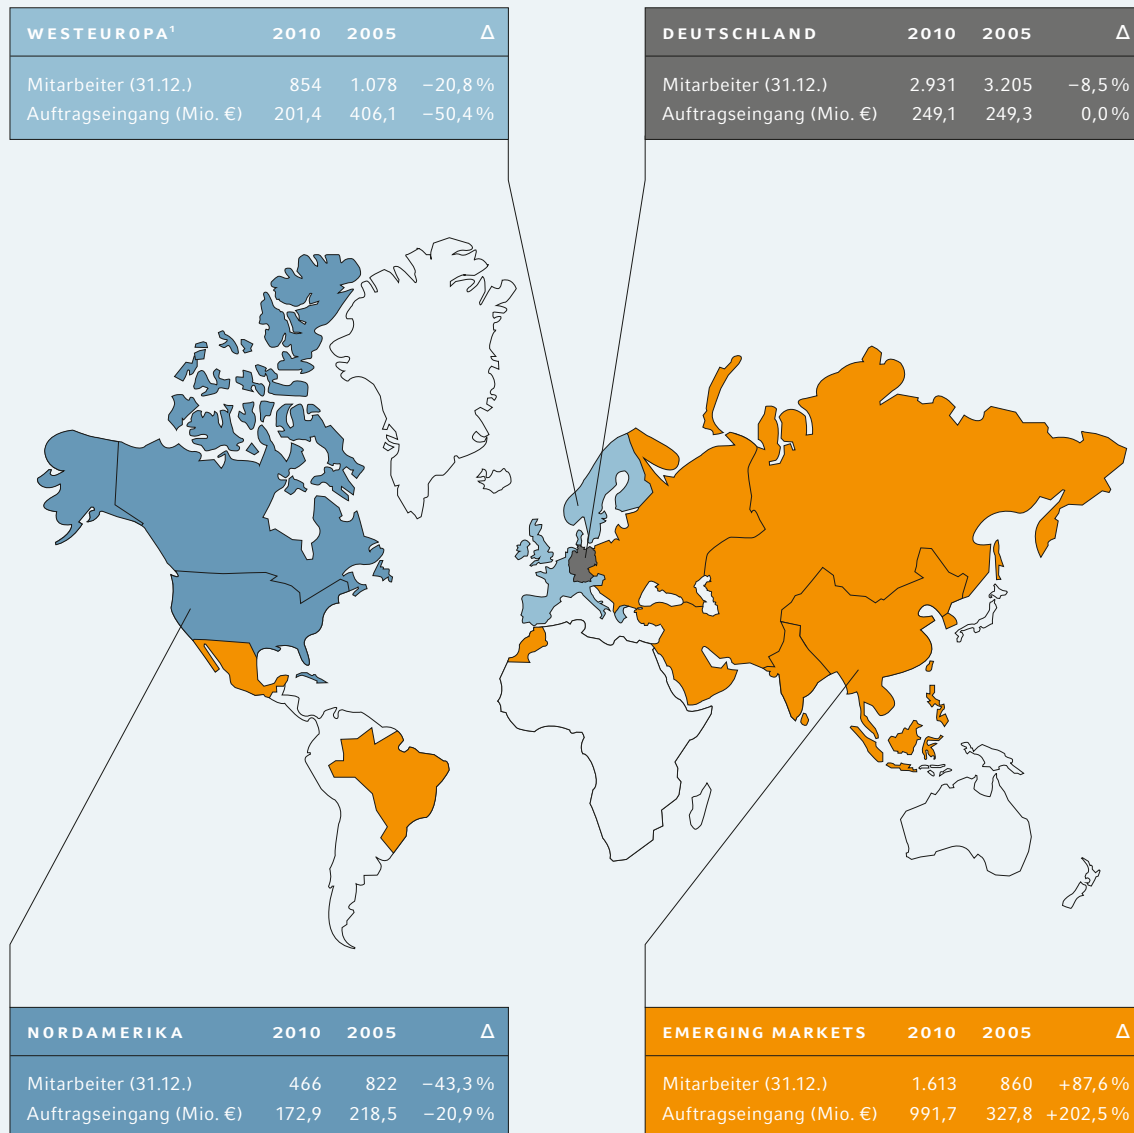 WESTEUROPA¹ 2010 2005 Δ
Mitarbeiter (31.12.) 854 1.078 −20,8 %
Auftragseingang (Mio. €) 201,4 406,1 −50,4 %
DEUTSCHLAND 2010 2005 Δ
Mitarbeiter (31.12.) 2.931 3.205 −8,5 %
Auftragseingang (Mio. €) 249,1 249,3 0,0 %
NORDAMERIKA 2010 2005 Δ
Mitarbeiter (31.12.) 466 822 −43,3 %
Auftragseingang (Mio. €) 172,9 218,5 −20,9 %
EMERGING MARKETS 2010 2005 Δ
Mitarbeiter (31.12.) 1.613 860 +87,6 %
Auftragseingang (Mio. €) 991,7 327,8 +202,5 %